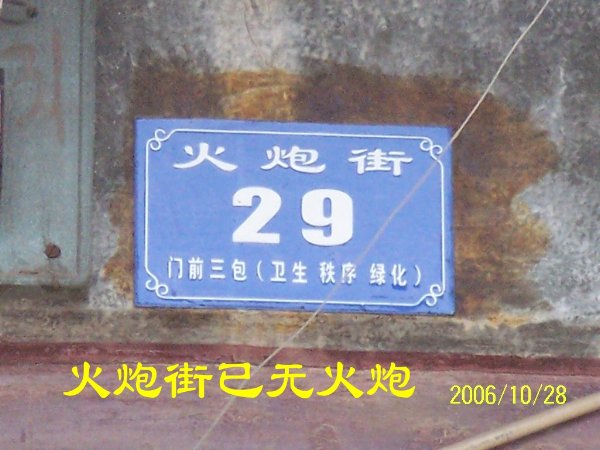 火炮街
29
门前三包(卫生 秩序 绿化)
火炮街已无火炮
2006/10/28